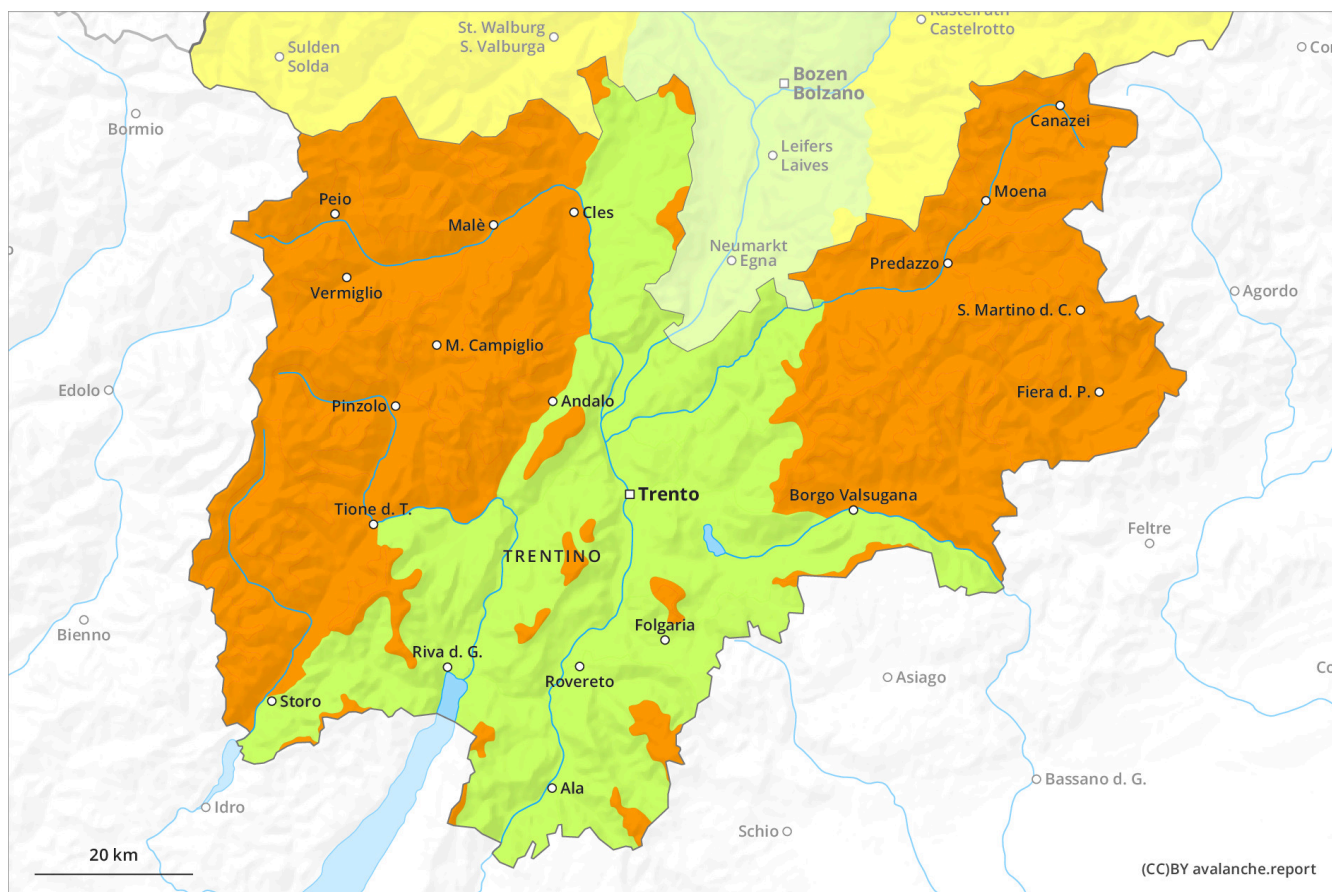 Kastelruth
Castelrotto
St. Walburg
S. Valburga
Sulden
Solda
Bozen
Bolzano
Bormio
Canazei
Leifers
Laives
Peio
Malè
Cles
Moena
Neumarkt
Egna
Predazzo
Vermiglio
Agordo
S. Martino d. C.
M. Campiglio
Edolo
Pinzolo
Andalo
Fiera d. P.
Trento
Borgo Valsugana
Tione d. T.
Feltre
TRENTINO
Bienno
Folgaria
Riva d. G.
Rovereto
Asiago
Storo
Bassano d. G.
Ala
Idro
Schio
20 km
(CC)BY avalanche.report